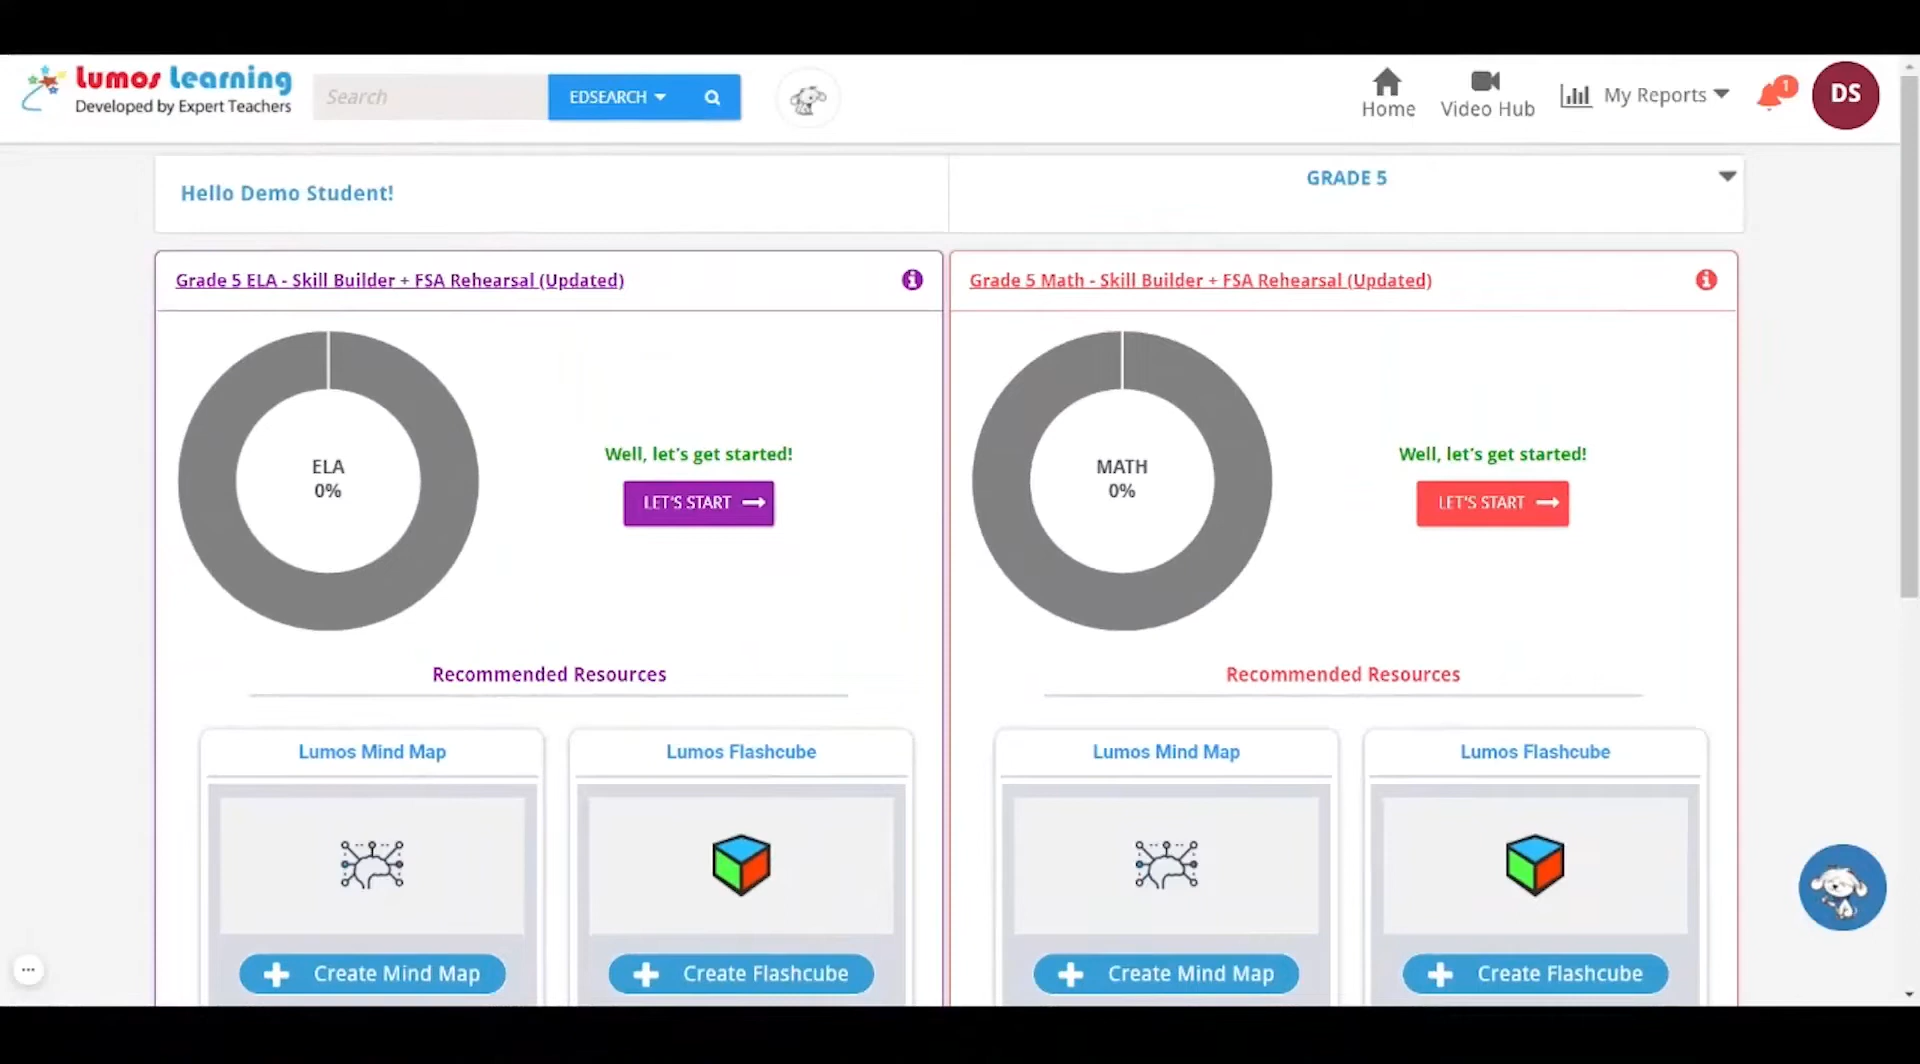 Lumos Learning
Developed by Expert Teachers
Search
EDSEARCH
Home
Video Hub
My Reports
1
DS
Hello Demo Student!
GRADE 5
Grade 5 ELA - Skill Builder + FSA Rehearsal (Updated)
Grade 5 Math - Skill Builder + FSA Rehearsal (Updated)
ELA
0%
Well, let's get started!
LET'S START
MATH
0%
Well, let's get started!
LET'S START
Recommended Resources
Recommended Resources
Lumos Mind Map
Lumos Flashcube
Lumos Mind Map
Lumos Flashcube
Create Mind Map
Create Flashcube
Create Mind Map
Create Flashcube